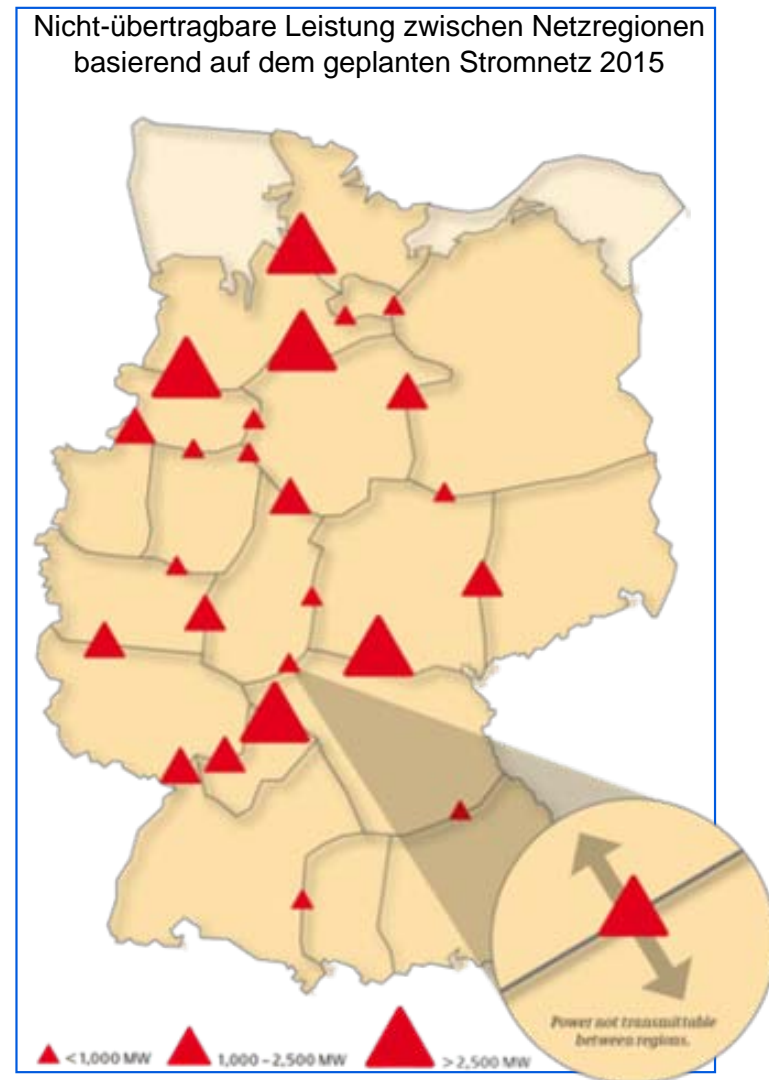 Nicht-übertragbare Leistung zwischen Netzregionen
basierend auf dem geplanten Stromnetz 2015
Power not transmittable
between regions.
<1,000 MW
1,000 – 2,500 MW
> 2,500 MW